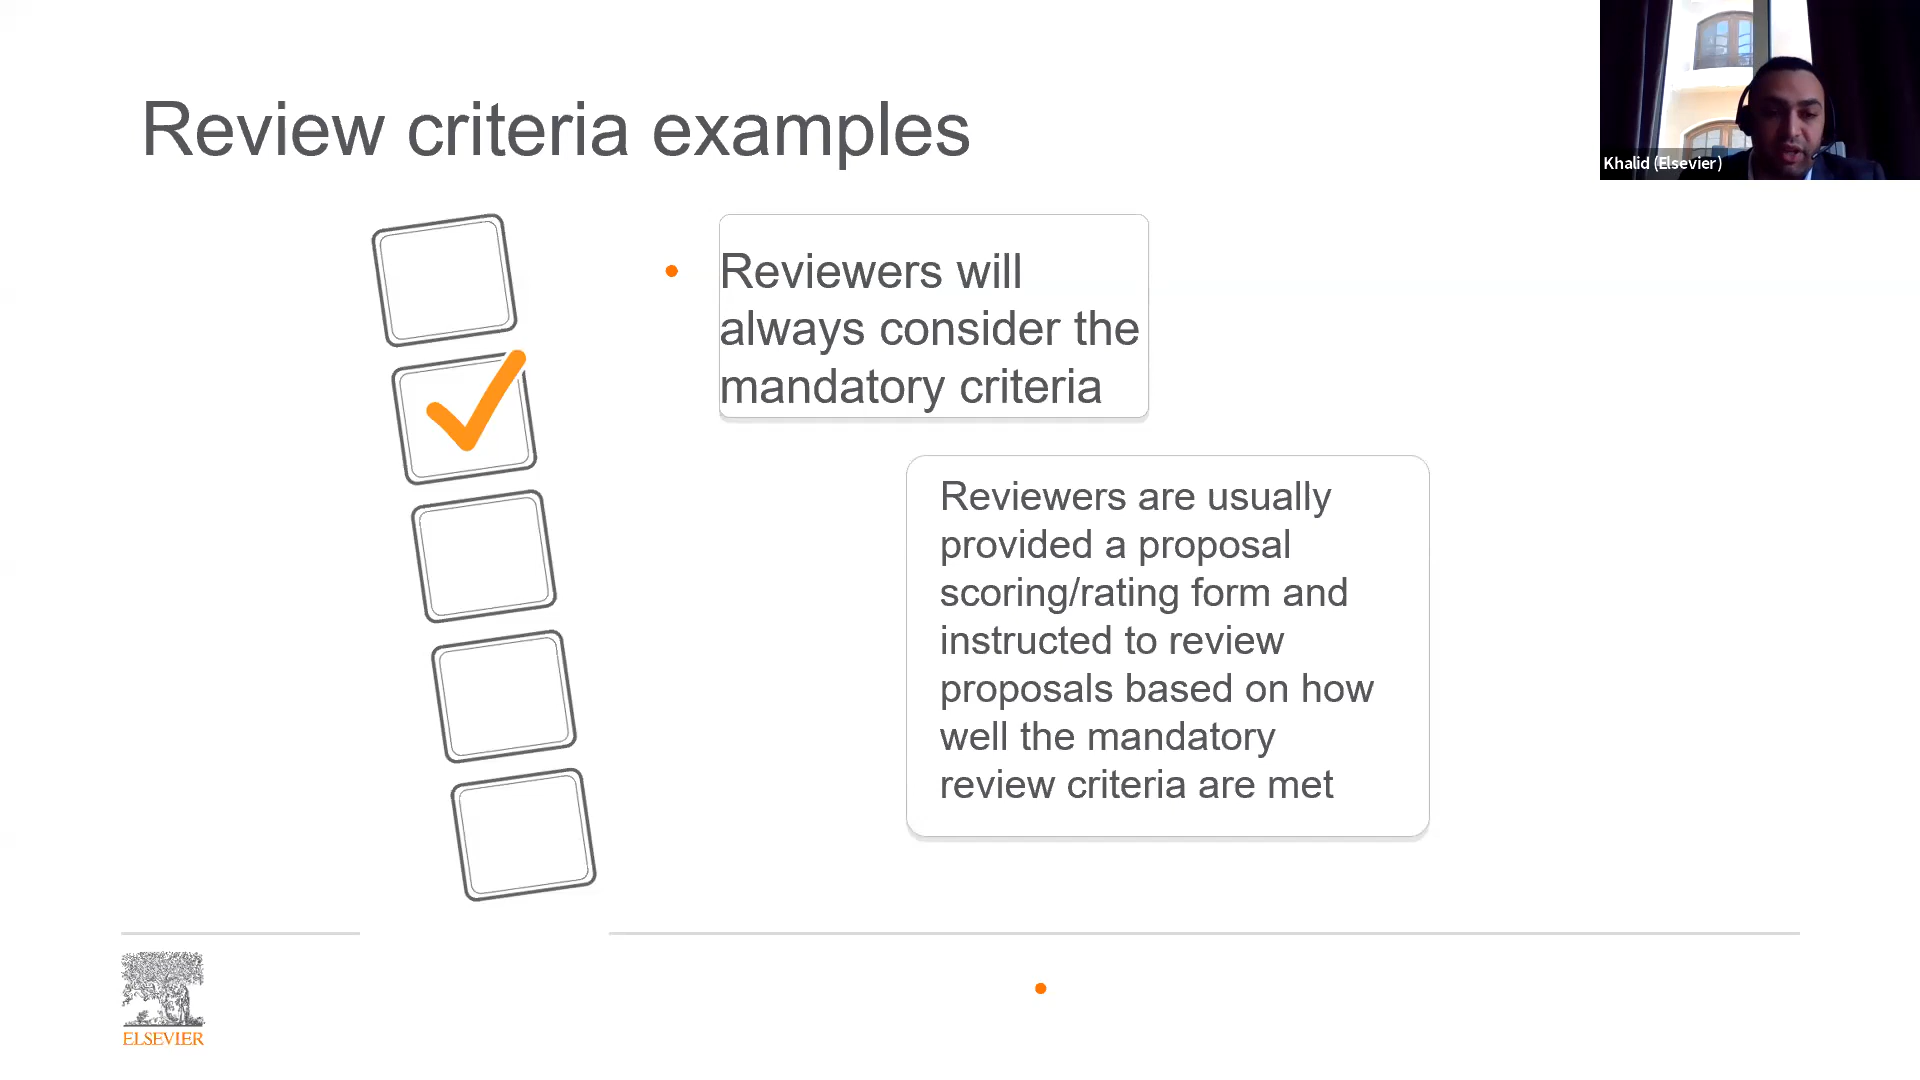 Review criteria examples
Khalid (Elsevier)
• Reviewers will
always consider the
mandatory criteria
Reviewers are usually
provided a proposal
scoring/rating form and
instructed to review
proposals based on how
well the mandatory
review criteria are met
ELSEVIER